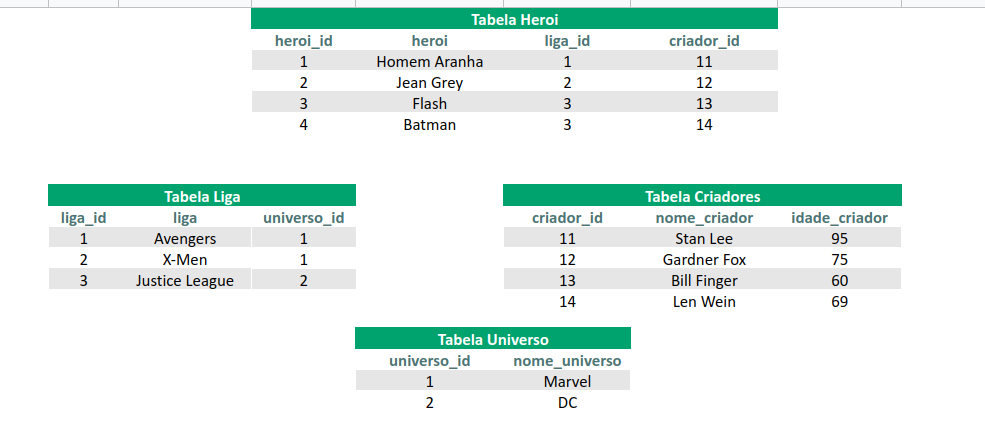 Tabela Heroi
heroi_id heroi liga_id criador_id
1 Homem Aranha 1 11
2 Jean Grey 2 12
3 Flash 3 13
4 Batman 3 14
Tabela Liga
liga_id liga universo_id
1 Avengers 1
2 X-Men 1
3 Justice League 2
Tabela Criadores
criador_id nome_criador idade_criador
11 Stan Lee 95
12 Gardner Fox 75
13 Bill Finger 60
14 Len Wein 69
Tabela Universo
universo_id nome_universo
1 Marvel
2 DC